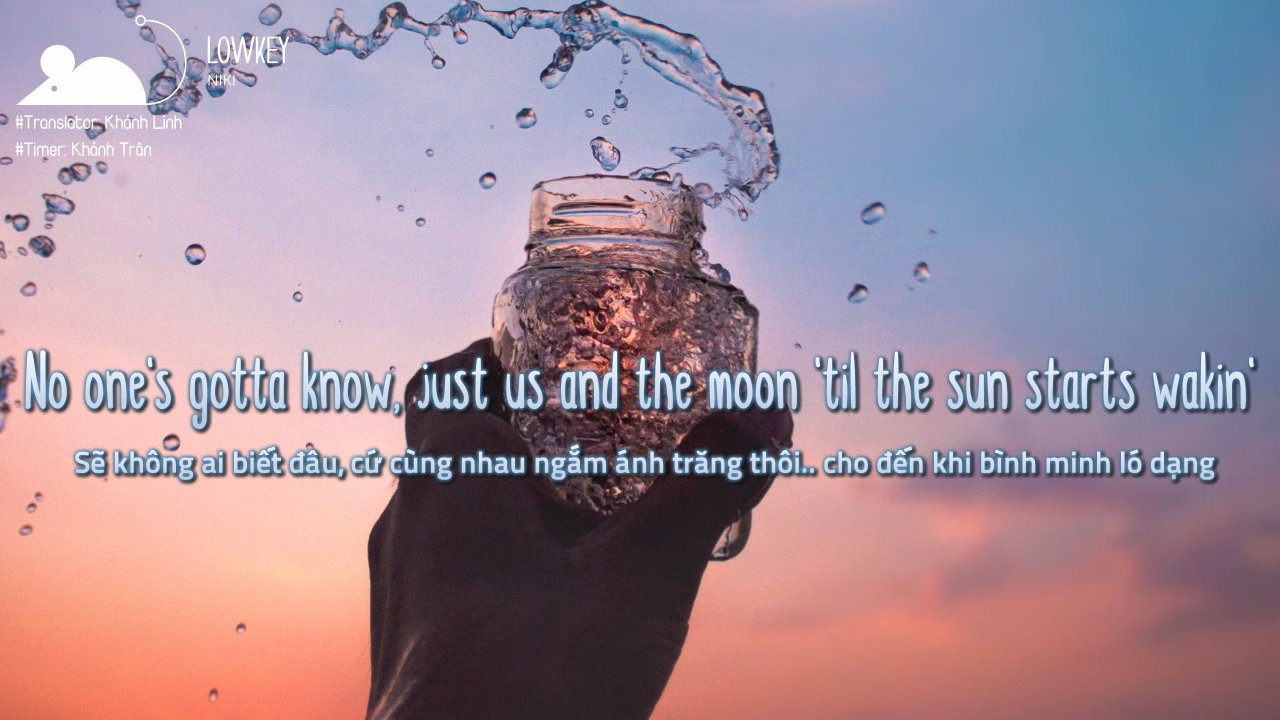 LOWKEY
NIKI
#Translator: Khánh Linh
#Timer: Khánh Trân
No one's gotta know, just us and the moon 'til the sun starts wakin'
Sẽ không ai biết đâu, cứ cùng nhau ngắm ánh trăng thôi.. cho đến khi bình minh ló dạng